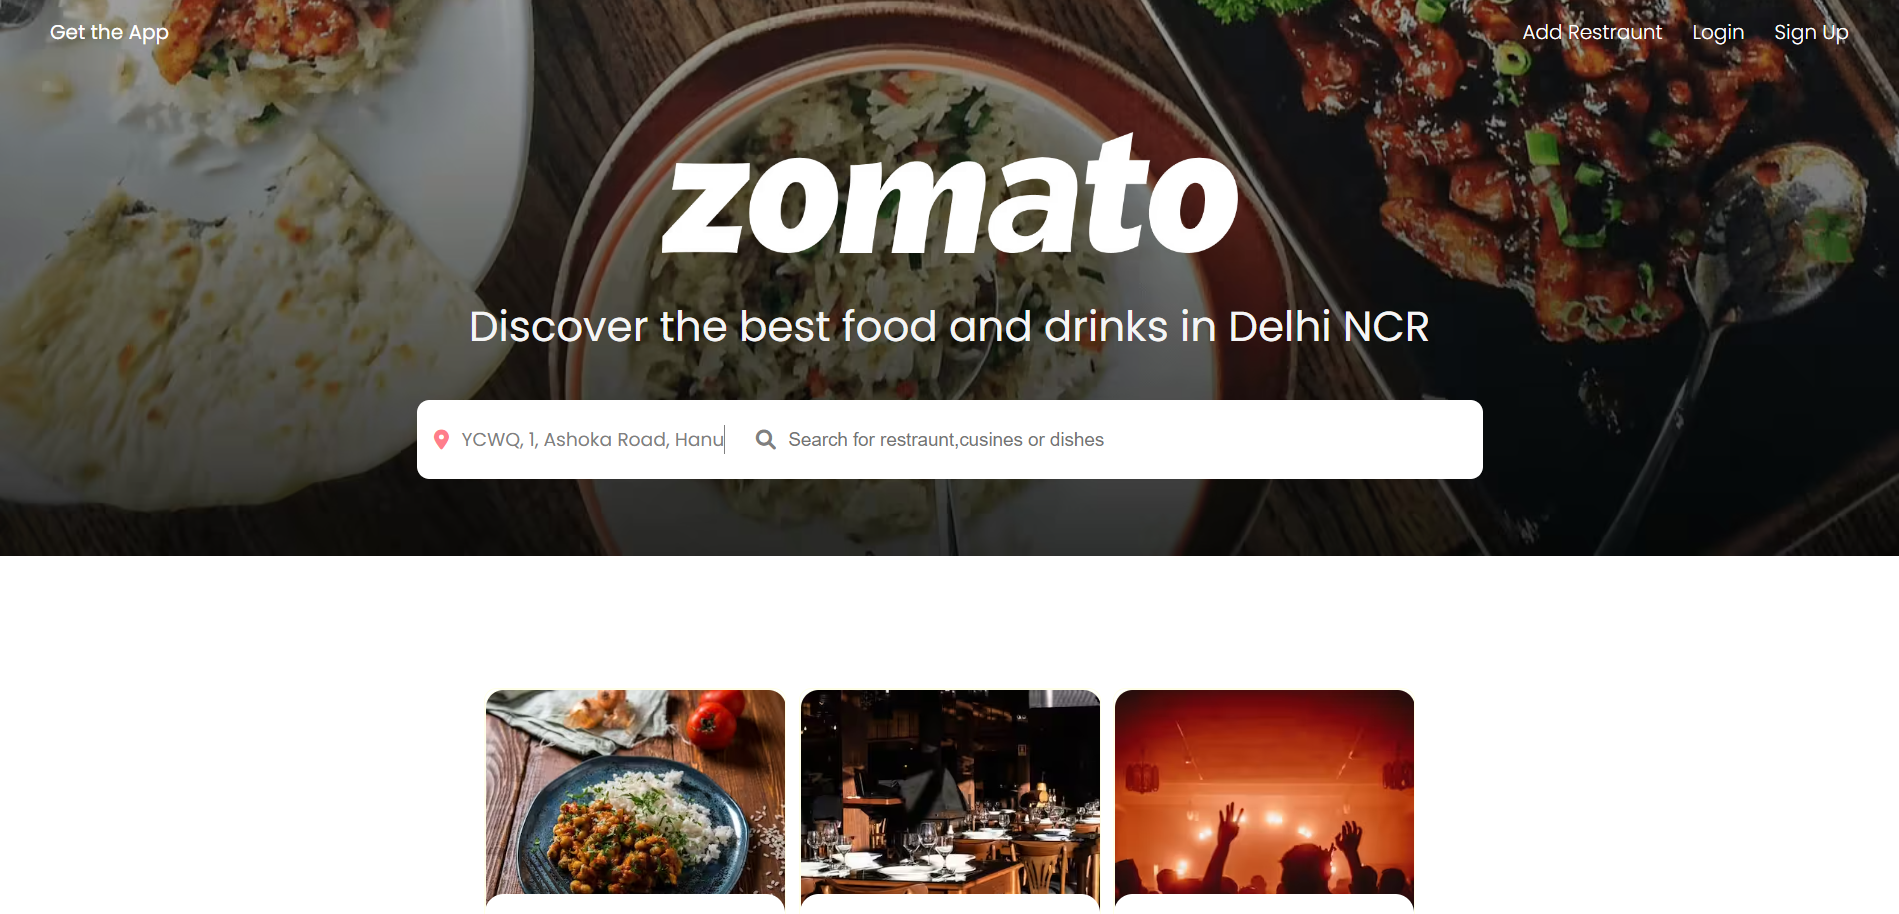 Get the App
Add Restraunt Login Sign Up
zomato
Discover the best food and drinks in Delhi NCR
YCWQ, 1, Ashoka Road, Hanu
Search for restraunt,cusines or dishes